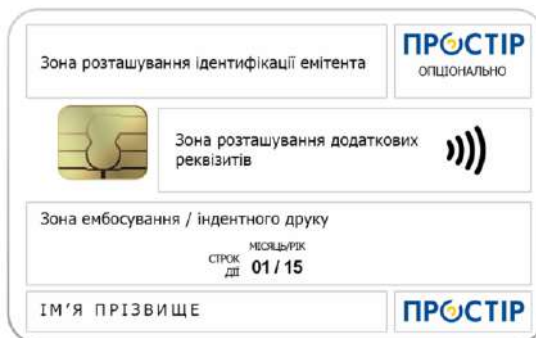 Зона розташування ідентифікації емітента
ПРОСТІР
ОПЦІОНАЛЬНО
Зона розташування додаткових
реквізитів
Зона ембосування / індентного друку
МІСЯЦЬ/РІК
СТРОК
ДІЇ
01 / 15
ІМ’Я ПРІЗВИЩЕ
ПРОСТІР